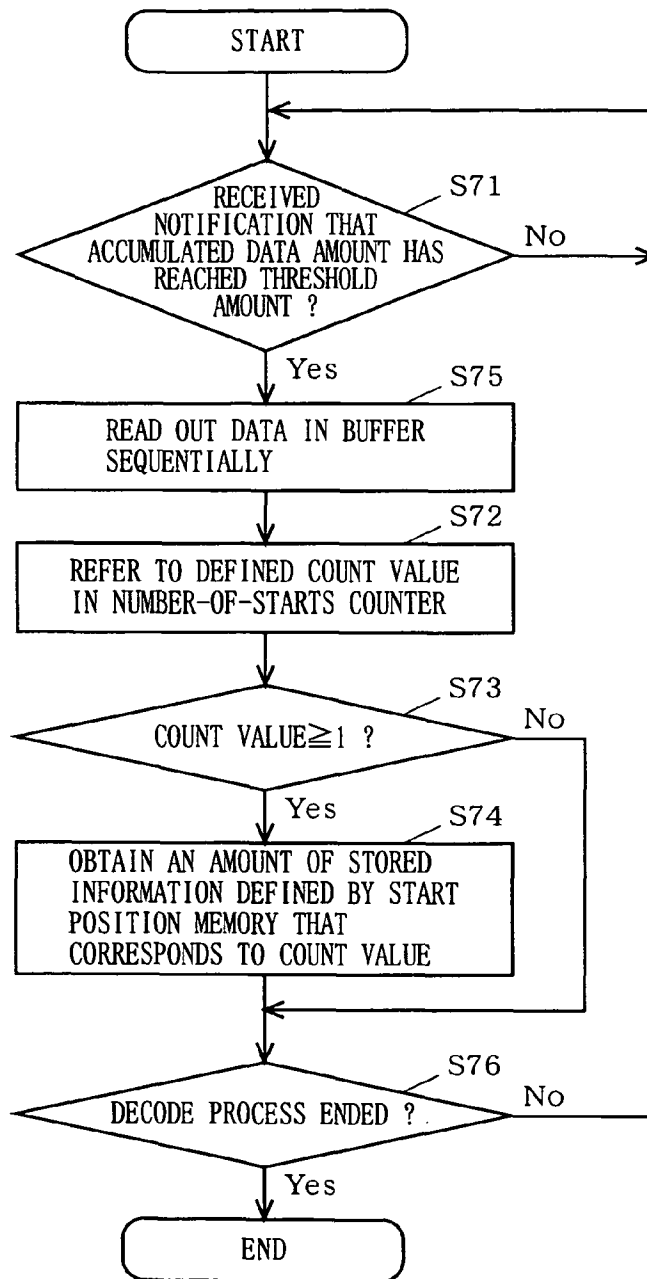 START
S71
RECEIVED
NOTIFICATION THAT
ACCUMULATED DATA AMOUNT HAS
REACHED THRESHOLD
AMOUNT ?
No
Yes
S75
READ OUT DATA IN BUFFER
SEQUENTIALLY
S72
REFER TO DEFINED COUNT VALUE
IN NUMBER-OF-STARTS COUNTER
S73
COUNT VALUE≧1 ?
No
Yes
S74
OBTAIN AN AMOUNT OF STORED
INFORMATION DEFINED BY START
POSITION MEMORY THAT
CORRESPONDS TO COUNT VALUE
S76
DECODE PROCESS ENDED ?
No
Yes
END